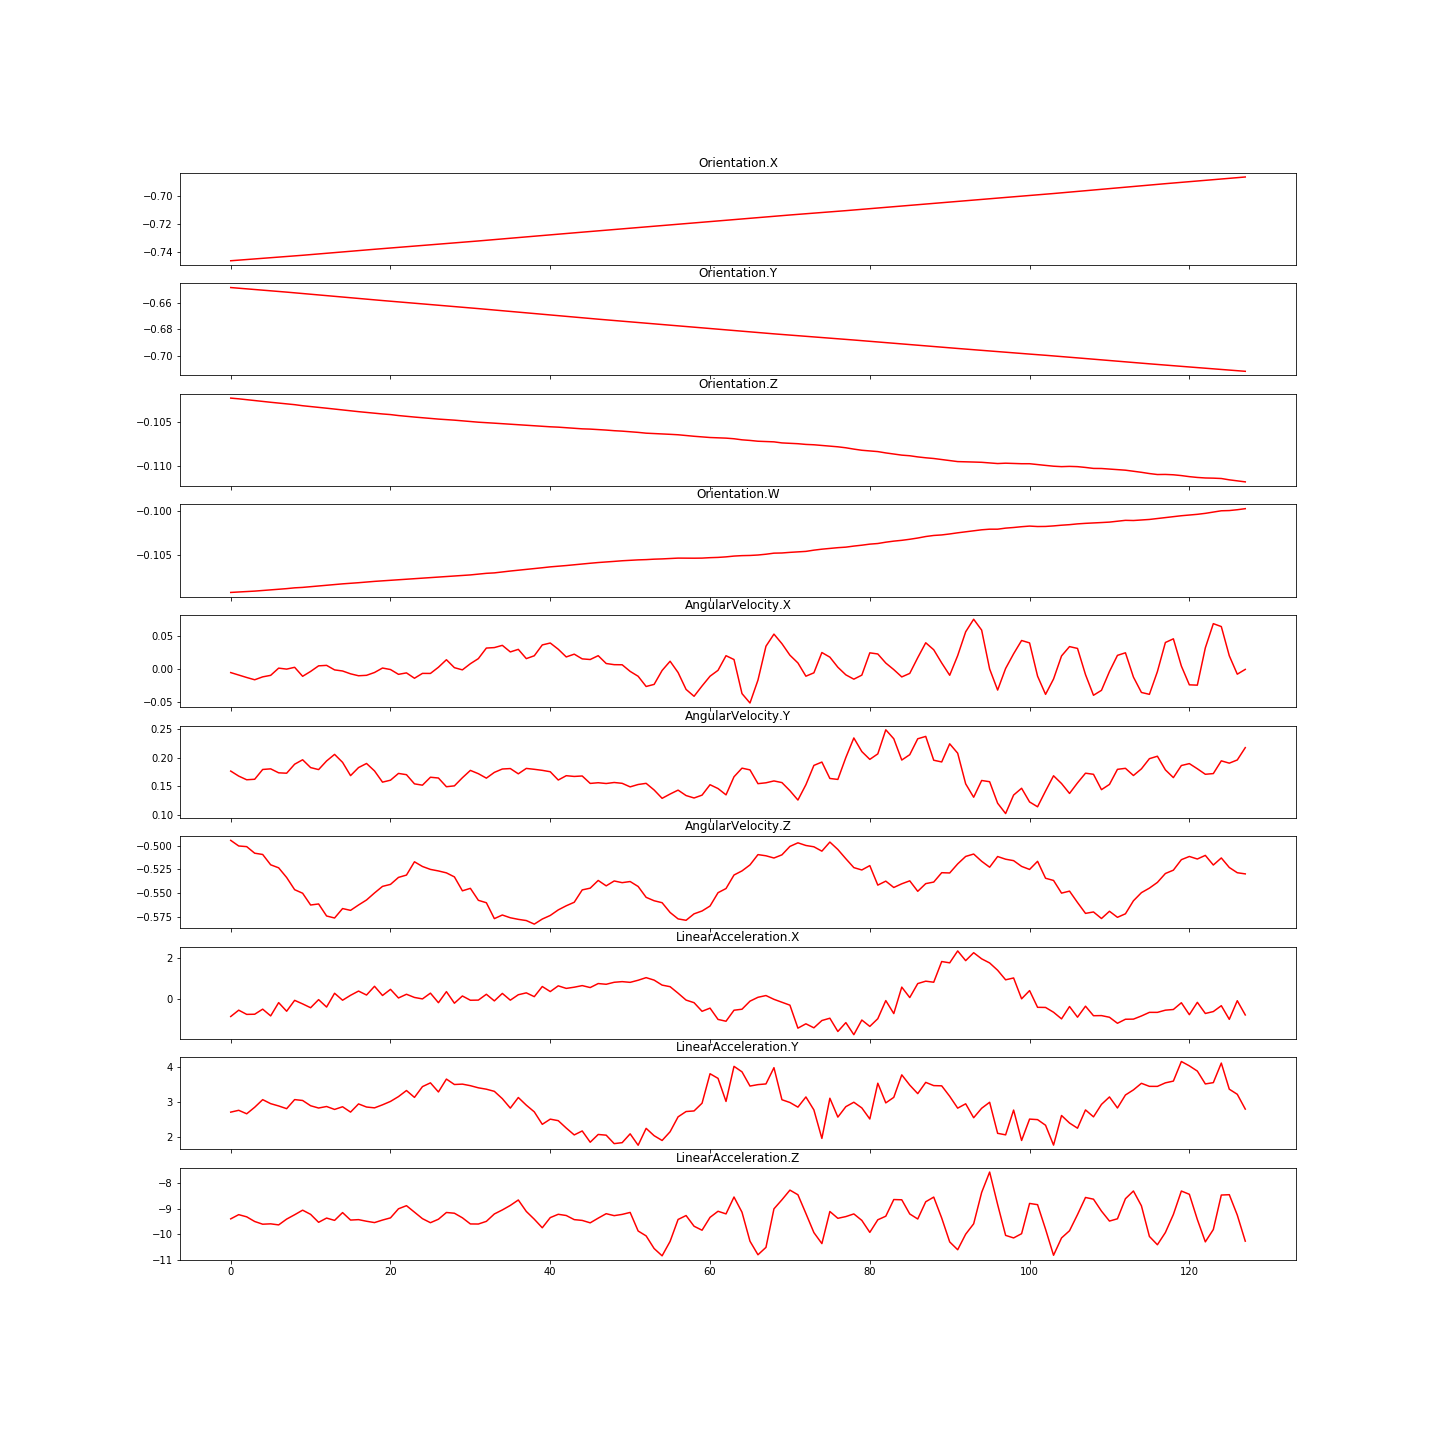 Orientation.X
−0.70
−0.72
−0.74
Orientation.Y
−0.66
−0.68
−0.70
Orientation.Z
−0.105
−0.110
Orientation.W
−0.100
−0.105
AngularVelocity.X
0.05
0.00
−0.05
AngularVelocity.Y
0.25
0.20
0.15
0.10
AngularVelocity.Z
−0.500
−0.525
−0.550
−0.575
LinearAcceleration.X
2
0
LinearAcceleration.Y
4
3
2
LinearAcceleration.Z
−8
−9
−10
−11
0 20 40 60 80 100 120